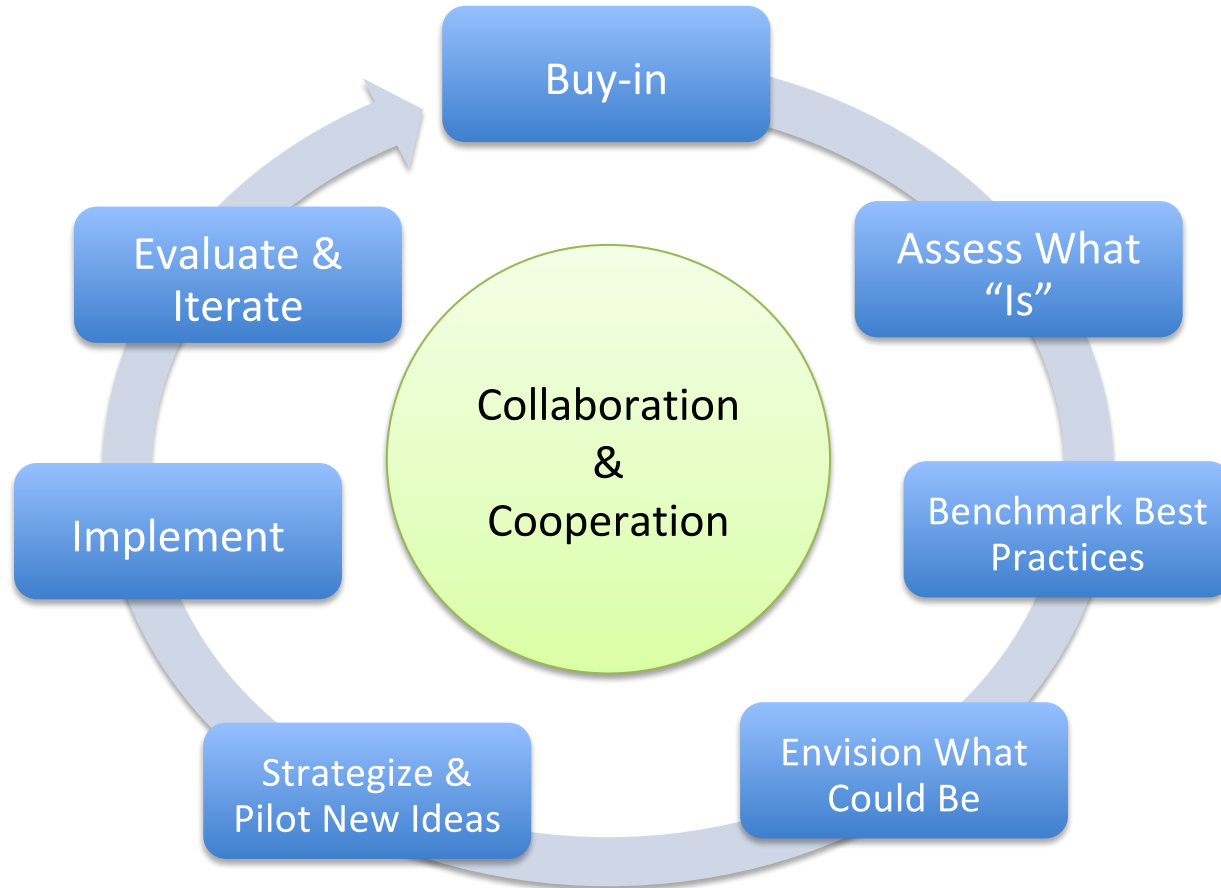 Buy-in
Assess What
“Is”
Benchmark Best
Practices
Envision What
Could Be
Strategize &
Pilot New Ideas
Implement
Evaluate &
Iterate
Collaboration
&
Cooperation